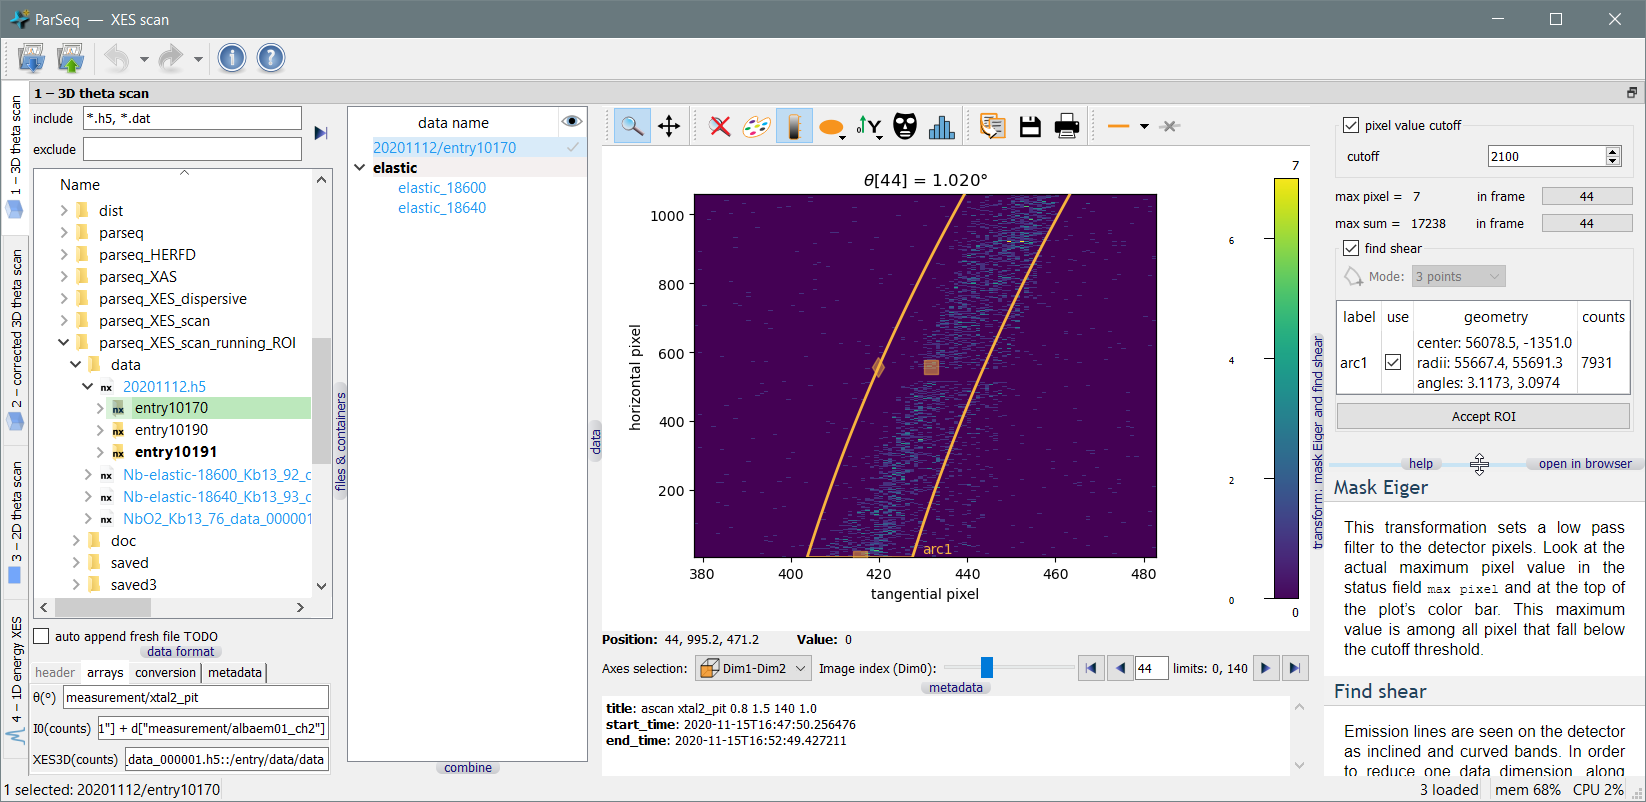 ParSeq — XES scan
1 – 3D theta scan
1 – 3D theta scan
2 – corrected 3D theta scan
3 – 2D theta scan
4 – 1D energy XES
include
*.h5, *.dat
exclude
Name
dist
parseq
parseq_HERFD
parseq_XAS
parseq_XES_dispersive
parseq_XES_scan
parseq_XES_scan_running_ROI
data
nx 20201112.h5
nx entry10170
nx entry10190
nx entry10191
nx Nb-elastic-18600_Kb13_92_c
nx Nb-elastic-18640_Kb13_93_c
nx NbO2_Kb13_76_data_000001
doc
saved
saved3
auto append fresh file TODO
data format
header arrays conversion metadata
θ(°) measurement/xtal2_pit
I0(counts) 1"] + d["measurement/albaem01_ch2"]
XES3D(counts) _data_000001.h5::/entry/data/data
files & containers
data name
20201112/entry10170
elastic
elastic_18600
elastic_18640
combine
data
Y
θ[44] = 1.020°
1000
800
600
400
200
horizontal pixel
380 400 420 440 460 480
tangential pixel
arc1
7
6
4
2
0
0
Position: 44, 995.2, 471.2 Value: 0
Axes selection: Dim1-Dim2 Image index (Dim0): 44 limits: 0, 140
metadata
title: ascan xtal2_pit 0.8 1.5 140 1.0
start_time: 2020-11-15T16:47:50.256476
end_time: 2020-11-15T16:52:49.427211
transform: mask Eiger and find shear
pixel value cutoff
cutoff 2100
max pixel = 7 in frame 44
max sum = 17238 in frame 44
find shear
Mode: 3 points
label use geometry counts
arc1
center: 56078.5, -1351.0
radii: 55667.4, 55691.3
angles: 3.1173, 3.0974
7931
Accept ROI
help open in browser
Mask Eiger
This transformation sets a low pass
filter to the detector pixels. Look at the
actual maximum pixel value in the
status field max pixel and at the top of
the plot's color bar. This maximum
value is among all pixel that fall below
the cutoff threshold.
Find shear
Emission lines are seen on the detector
as inclined and curved bands. In order
to reduce one data dimension, along
1 selected: 20201112/entry10170
3 loaded mem 68% CPU 2%